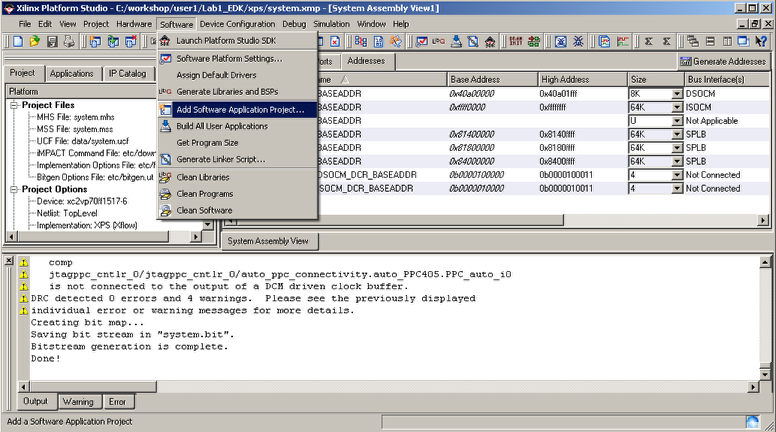 Xilinx Platform Studio - C:/workshop/user1/Lab1_EDK/xps/system.xmp - [System Assembly View1]
File Edit View Project Hardware Software Device Configuration Debug Simulation Window Help
Launch Platform Studio SDK
Software Platform Settings...
Assign Default Drivers
Generate Libraries and BSPs
Add Software Application Project...
Build All User Applications
Get Program Size
Generate Linker Script...
Clean Libraries
Clean Programs
Clean Software
Project Applications IP Catalog
Platform
Project Files
MHS File: system.mhs
MSS File: system.mss
UCF File: data/system.ucf
iMPACT Command File: etc/down
Implementation Options File: etc/
Bitgen Options File: etc/bitgen.ut
Project Options
Device: xc2vp70ff1517-6
Netlist: TopLevel
Implementation: XPS (Xflow)
orts Addresses Generate Addresses
ame Base Address High Address Size Bus Interface(s)
BASEADDR 0x40a00000 0x40a01fff 8K DSOCM
BASEADDR 0xffff0000 0xffffffff 64K ISOCM
BASEADDR U Not Applicable
BASEADDR 0x81400000 0x8140ffff 64K SPLB
BASEADDR 0x81800000 0x8180ffff 64K SPLB
BASEADDR 0x84000000 0x8400ffff 64K SPLB
DSOCM_DCR_BASEADDR 0b0000100000 0b0000100011 4 Not Connected
SOCM_DCR_BASEADDR 0b0000010000 0b0000010011 4 Not Connected
System Assembly View
comp
jtagppc_cntlr_0/jtagppc_cntlr_0/auto_ppc_connectivity.auto_PPC405.PPC_auto_i0
is not connected to the output of a DCM driven clock buffer.
DRC detected 0 errors and 4 warnings. Please see the previously displayed
individual error or warning messages for more details.
Creating bit map...
Saving bit stream in "system.bit".
Bitstream generation is complete.
Done!
Output Warning Error
Add a Software Application Project